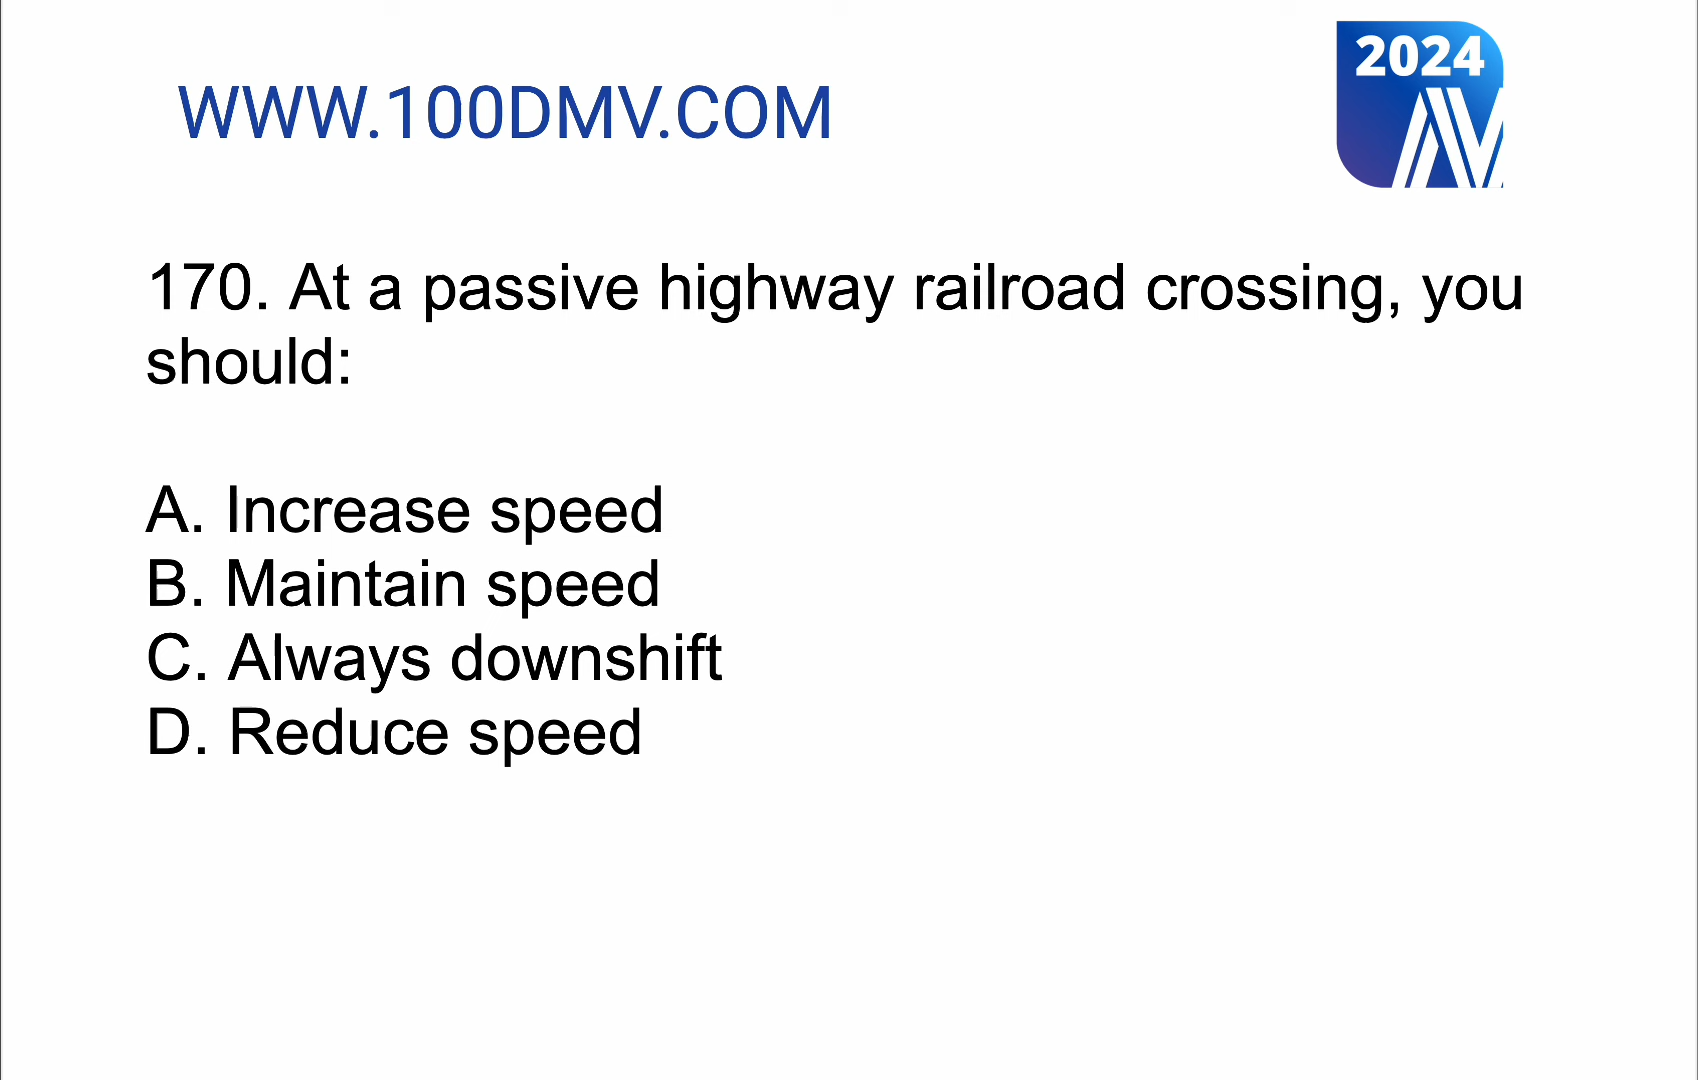 WWW.100DMV.COM
2024
170. At a passive highway railroad crossing, you
should:
A. Increase speed
B. Maintain speed
C. Always downshift
D. Reduce speed